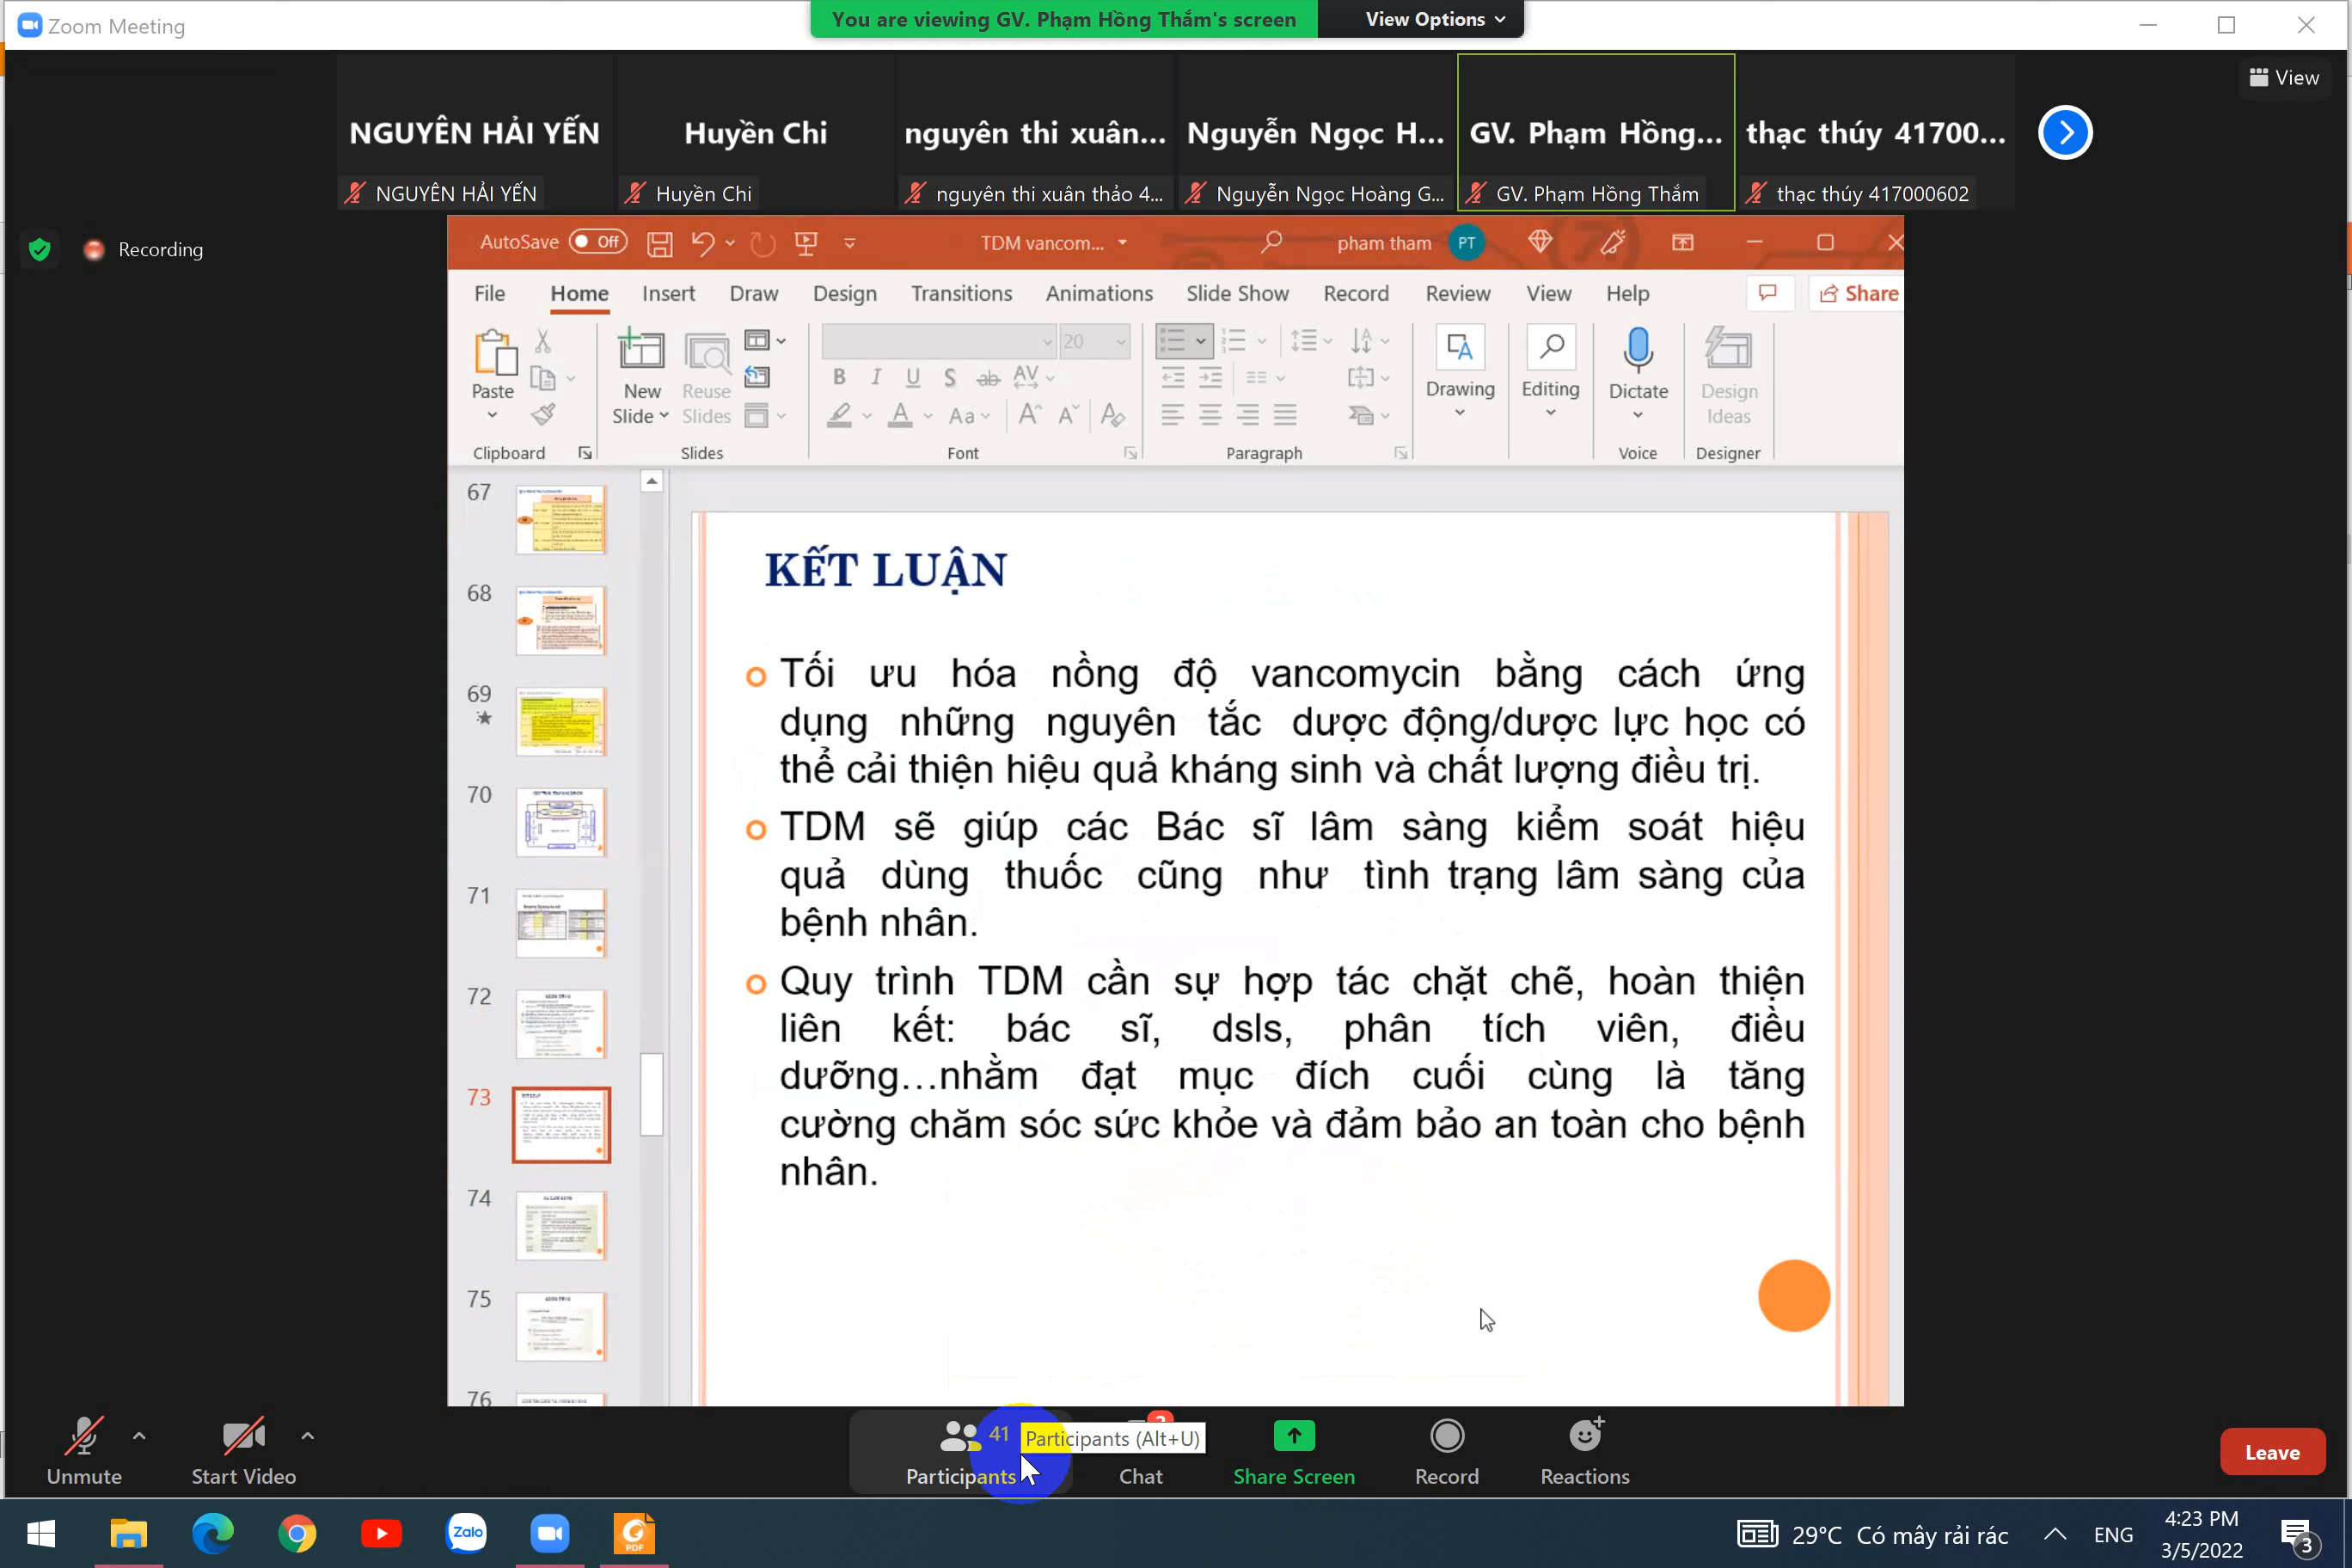 Zoom Meeting
You are viewing GV. Phạm Hồng Thắm's screen
View Options
NGUYÊN HẢI YẾN
Huyền Chi
nguyên thi xuân...
Nguyễn Ngọc H...
GV. Phạm Hồng...
thạc thúy 41700...
View
NGUYÊN HẢI YẾN
Huyền Chi
nguyên thi xuân thảo 4...
Nguyễn Ngọc Hoàng G...
GV. Phạm Hồng Thắm
thạc thúy 417000602
Recording
AutoSave Off
TDM vancom...
pham tham PT
File Home Insert Draw Design Transitions Animations Slide Show Record Review View Help Share
20
Paste
New
Slide
Reuse
Slides
Drawing
Editing
Dictate
Design
Ideas
Clipboard
Slides
Font
Paragraph
Voice
Designer
67
68
69
70
71
72
73
74
75
76
KẾT LUẬN
Tối ưu hóa nồng độ vancomycin bằng cách ứng
dụng những nguyên tắc dược động/dược lực học có
thể cải thiện hiệu quả kháng sinh và chất lượng điều trị.
TDM sẽ giúp các Bác sĩ lâm sàng kiểm soát hiệu
quả dùng thuốc cũng như tình trạng lâm sàng của
bệnh nhân.
Quy trình TDM cần sự hợp tác chặt chẽ, hoàn thiện
liên kết: bác sĩ, dsls, phân tích viên, điều
dưỡng...nhằm đạt mục đích cuối cùng là tăng
cường chăm sóc sức khỏe và đảm bảo an toàn cho bệnh
nhân.
Unmute
Start Video
41
Participants (Alt+U)
Participants
Chat
Share Screen
Record
Reactions
Leave
Zalo
PDF
29°C Có mây rải rác
ENG
4:23 PM
3/5/2022
3